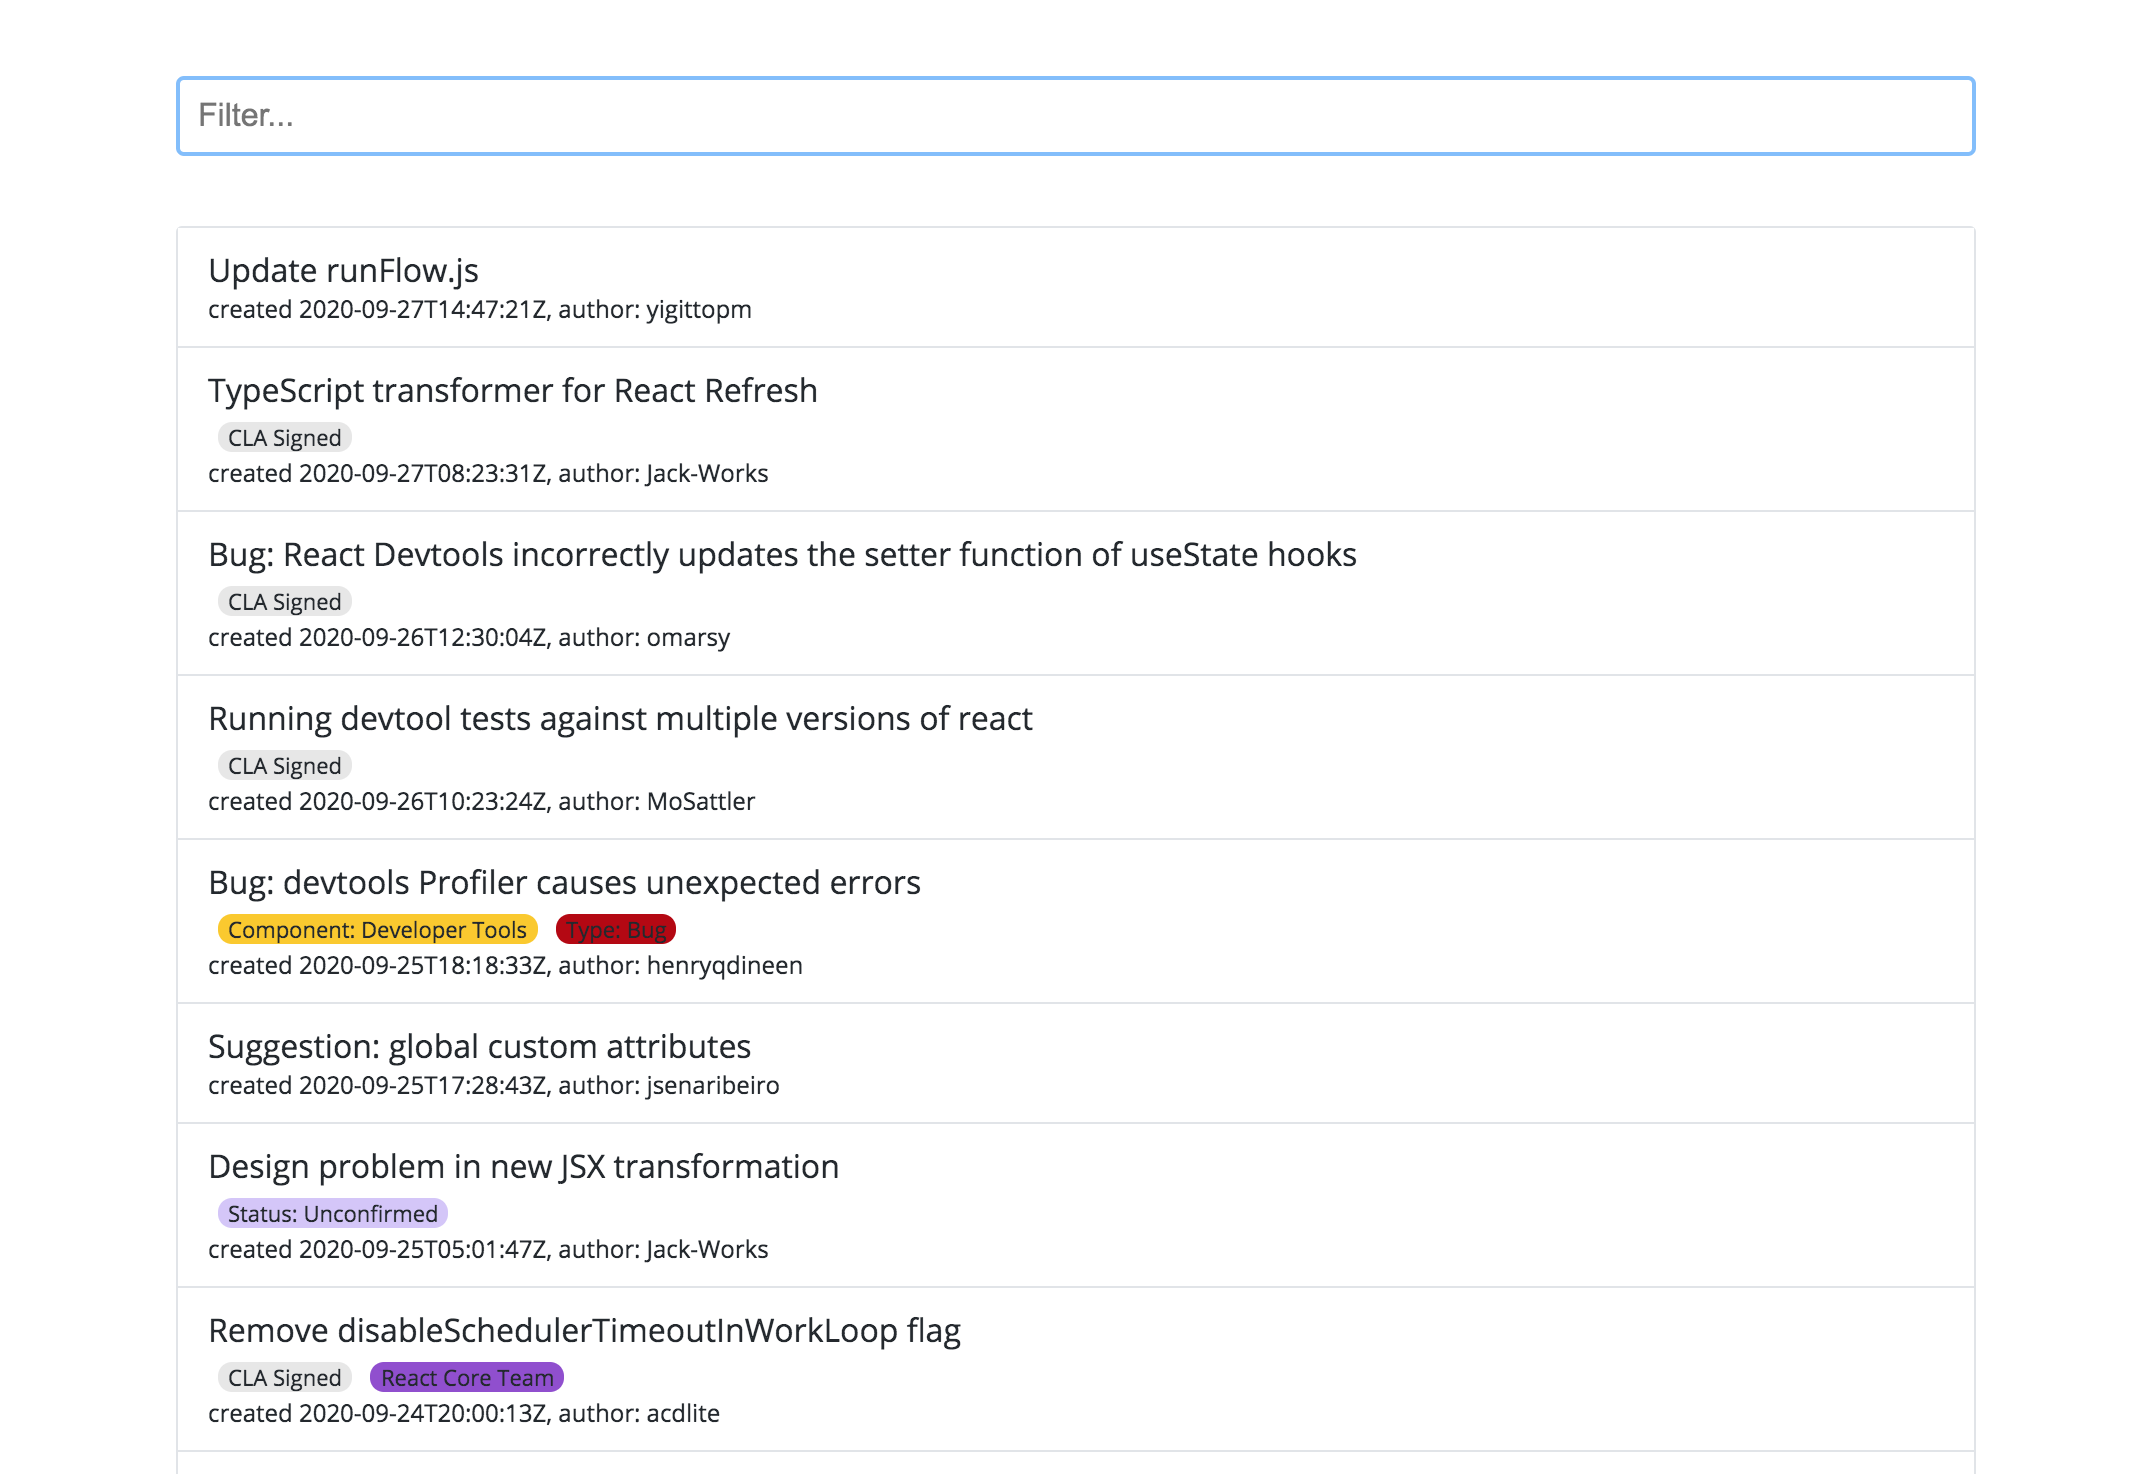 Filter...
Update runFlow.js
created 2020-09-27T14:47:21Z, author: yigittopm
TypeScript transformer for React Refresh
CLA Signed
created 2020-09-27T08:23:31Z, author: Jack-Works
Bug: React Devtools incorrectly updates the setter function of useState hooks
CLA Signed
created 2020-09-26T12:30:04Z, author: omarsy
Running devtool tests against multiple versions of react
CLA Signed
created 2020-09-26T10:23:24Z, author: MoSattler
Bug: devtools Profiler causes unexpected errors
Component: Developer Tools Type: Bug
created 2020-09-25T18:18:33Z, author: henryqdineen
Suggestion: global custom attributes
created 2020-09-25T17:28:43Z, author: jsenaribeiro
Design problem in new JSX transformation
Status: Unconfirmed
created 2020-09-25T05:01:47Z, author: Jack-Works
Remove disableSchedulerTimeoutInWorkLoop flag
CLA Signed React Core Team
created 2020-09-24T20:00:13Z, author: acdlite